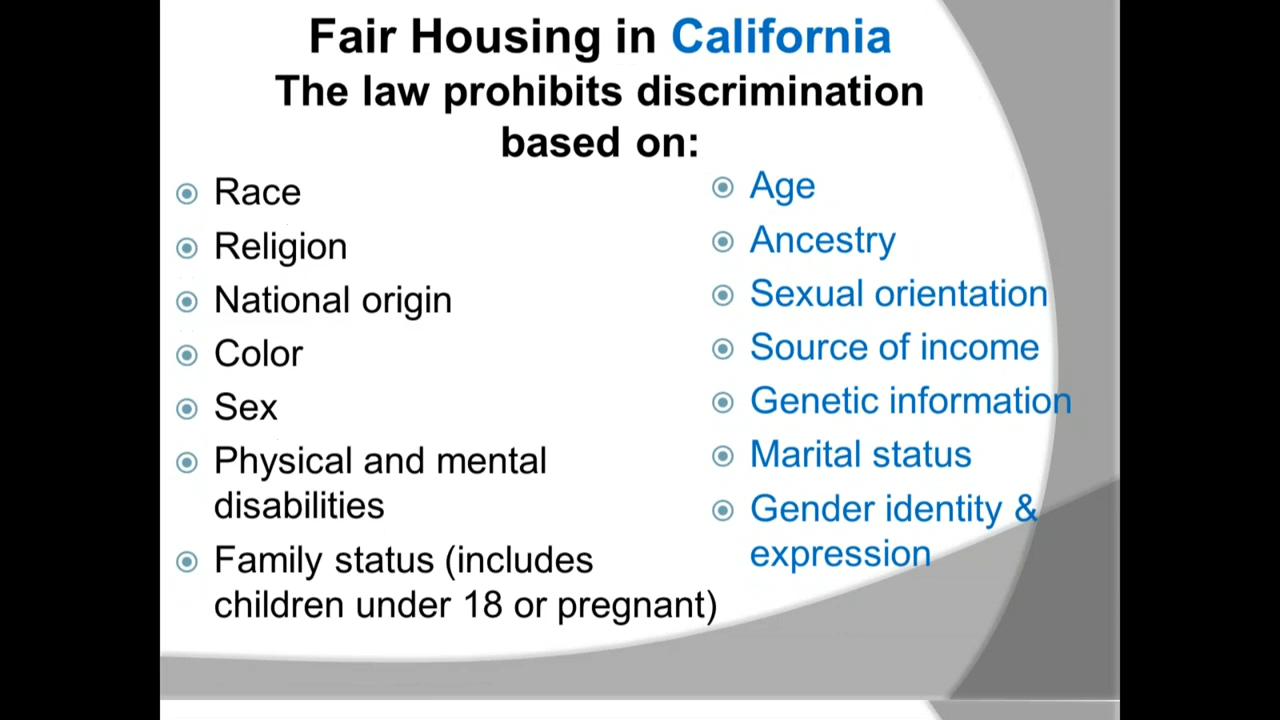 Fair Housing in California
The law prohibits discrimination
based on:
Race
Religion
National origin
Color
Sex
Physical and mental
disabilities
Family status (includes
children under 18 or pregnant)
Age
Ancestry
Sexual orientation
Source of income
Genetic information
Marital status
Gender identity &
expression